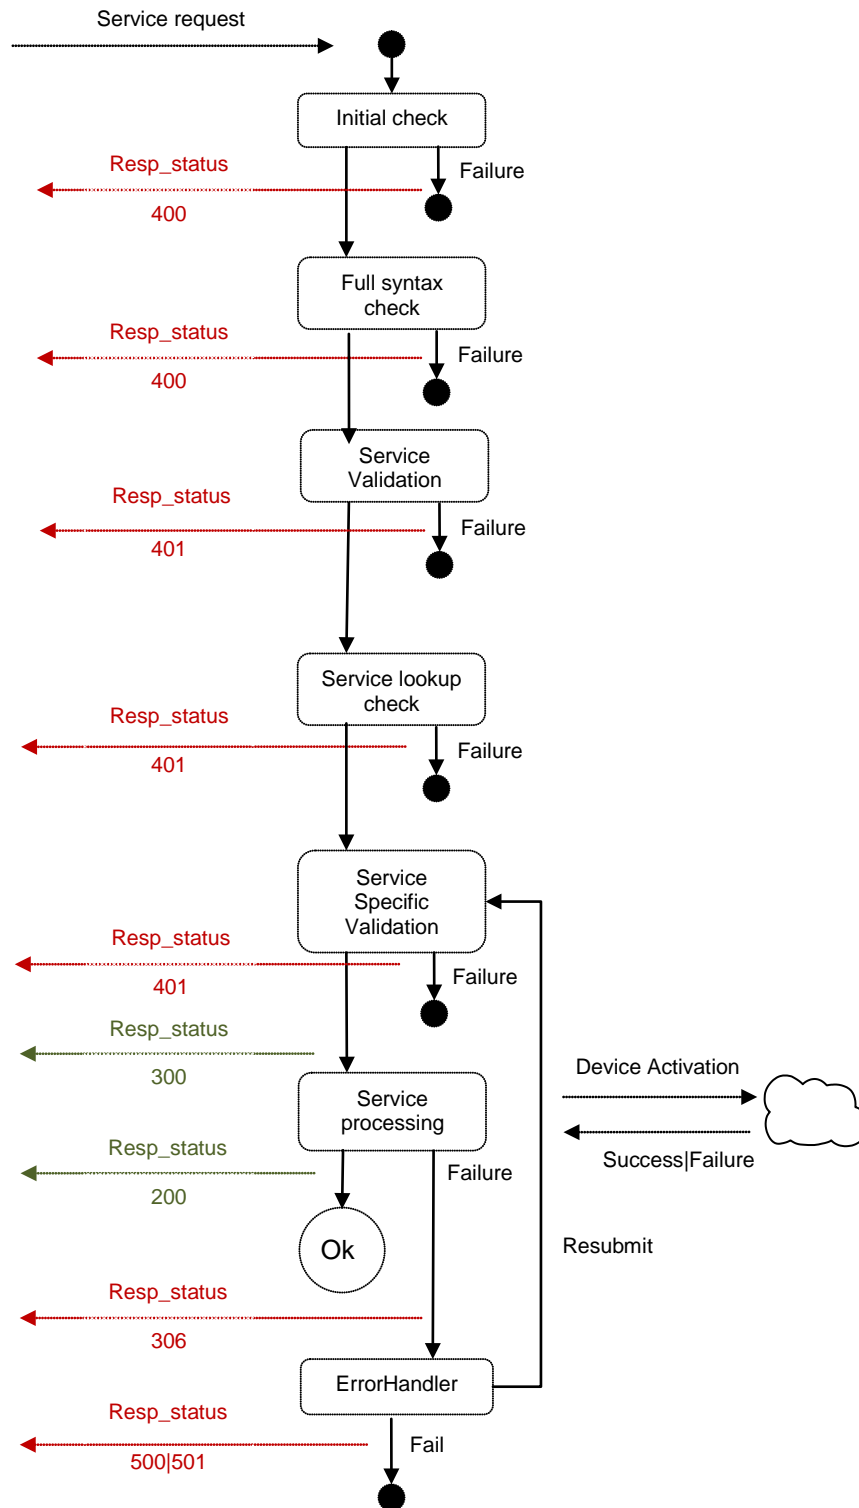 Service request
Initial check
Resp_status
Failure
400
Full syntax
check
Resp_status
Failure
400
Service
Validation
Resp_status
Failure
401
Service lookup
check
Resp_status
Failure
401
Service
Specific
Validation
Resp_status
Failure
401
Resp_status
300
Device Activation
Service
processing
Resp_status
Success|Failure
Failure
200
Ok
Resubmit
Resp_status
306
ErrorHandler
Resp_status
Fail
500|501